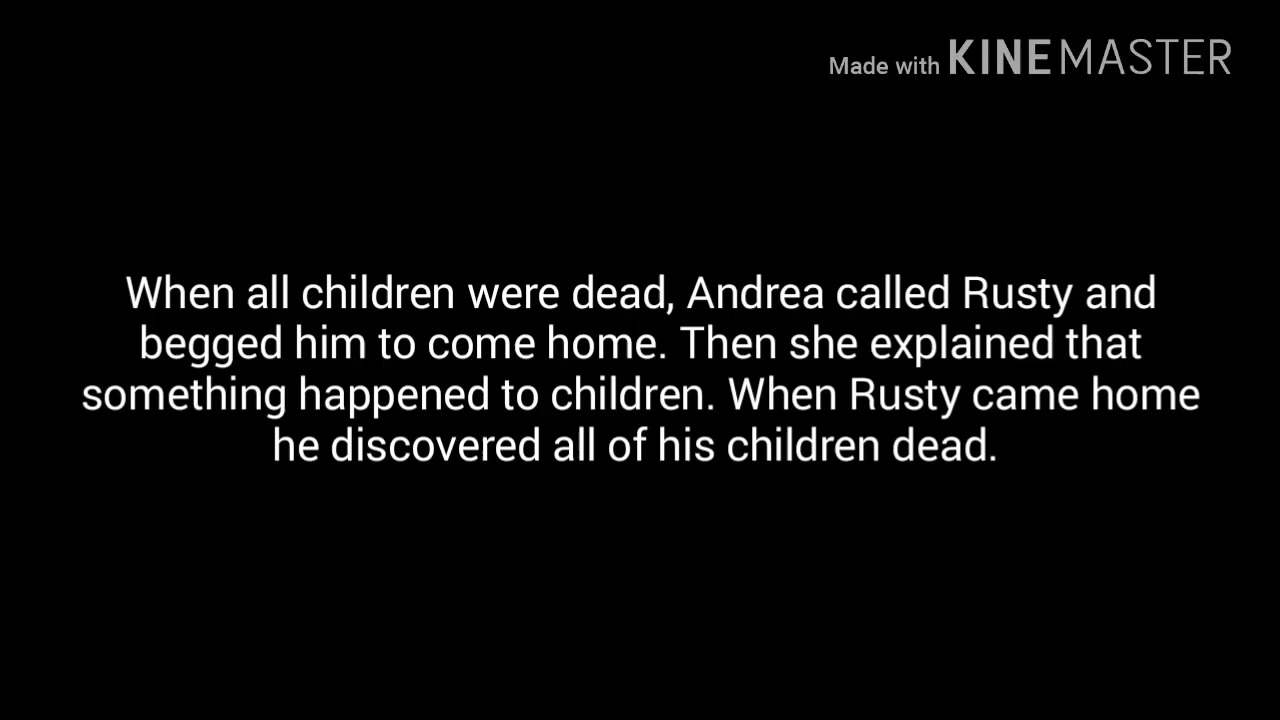 Made with KINEMASTER
When all children were dead, Andrea called Rusty and
begged him to come home. Then she explained that
something happened to children. When Rusty came home
he discovered all of his children dead.